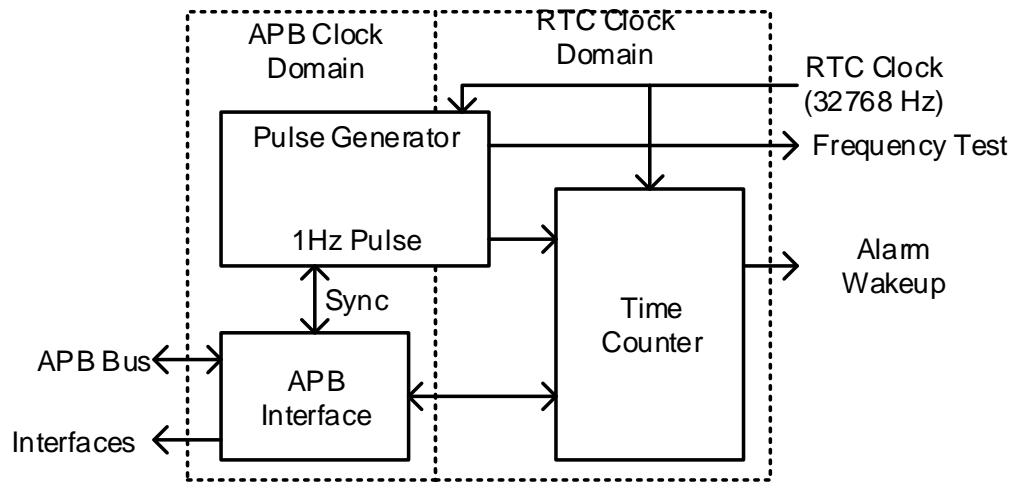 APB Clock
Domain
RTC Clock
Domain
RTC Clock
(32768 Hz)
Pulse Generator
Frequency Test
1Hz Pulse
Alarm
Wakeup
Sync
Time
Counter
APB Bus
APB
Interface
Interfaces